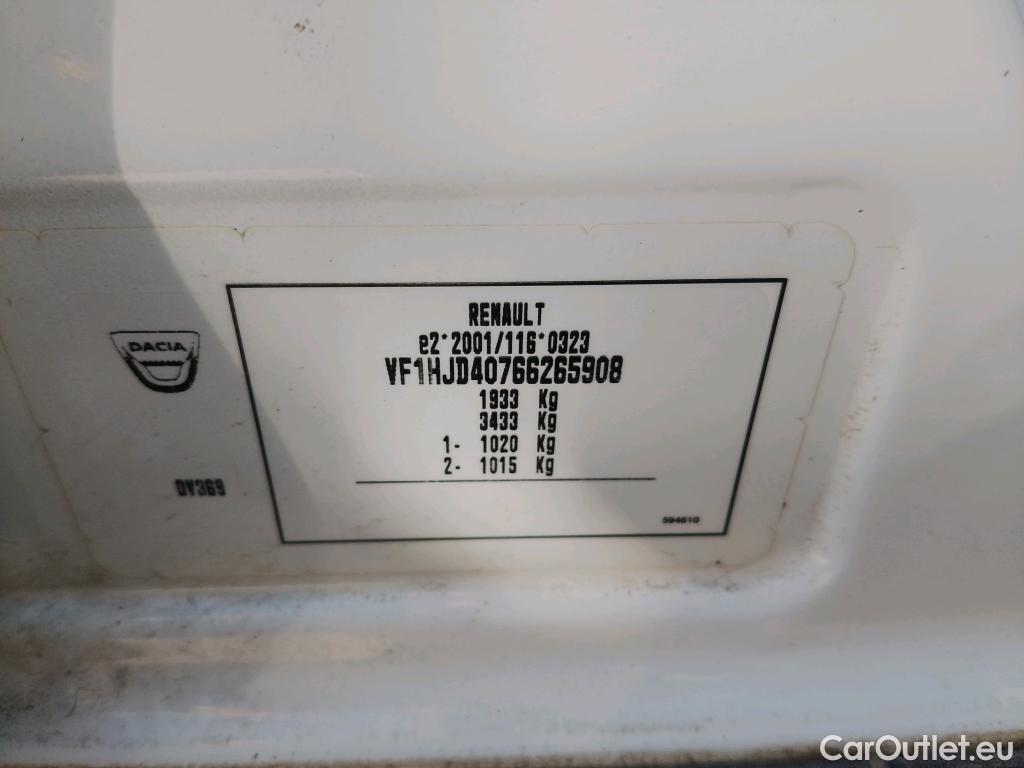 RENAULT
e2*2001/116*0323
VF1HJD40766265908
1933 Kg
3433 Kg
1- 1020 Kg
2- 1015 Kg
594610
DACIA
DV369
CarOutlet.eu